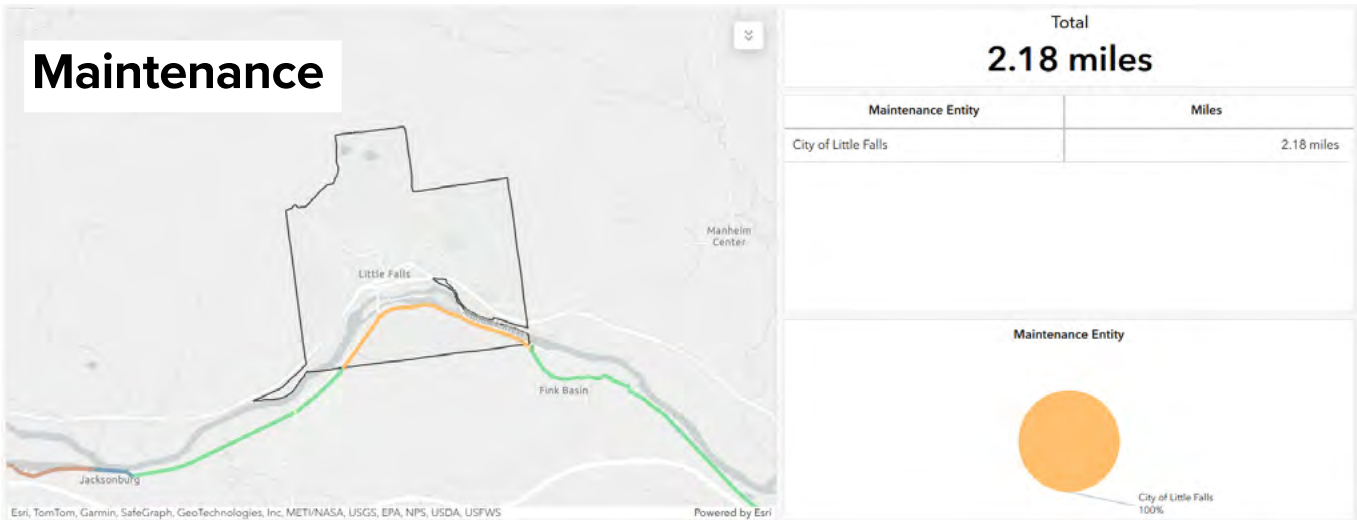 Maintenance
Little Falls
Manheim
Center
Fink Basin
Jacksonburg
Esri, TomTom, Garmin, SafeGraph, GeoTechnologies, Inc, METI/NASA, USGS, EPA, NPS, USDA, USFWS
Powered by Esri
Total
2.18 miles
Maintenance Entity Miles
City of Little Falls 2.18 miles
Maintenance Entity
City of Little Falls
100%